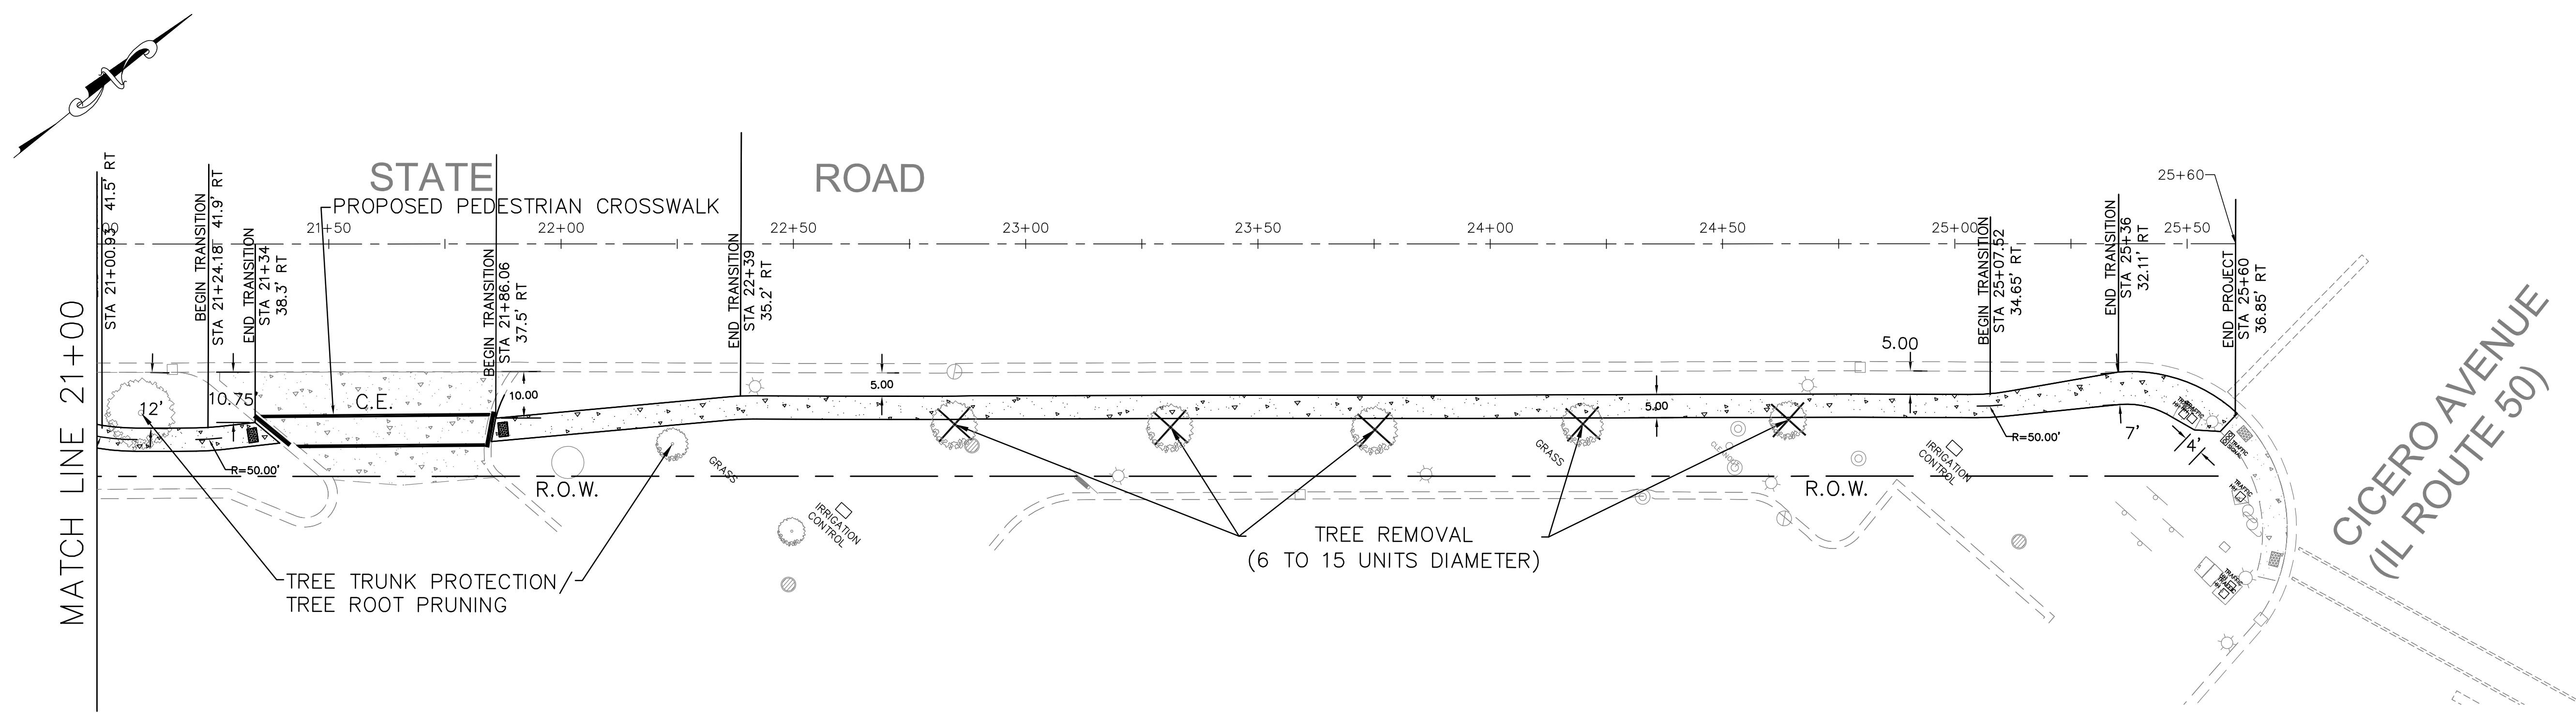 STATE
ROAD
PROPOSED PEDESTRIAN CROSSWALK
25+60
21+50
22+00
22+50
23+00
23+50
24+00
24+50
25+00
25+50
MATCH LINE 21+00
STA 21+00.93 41.5' RT
BEGIN TRANSITION
STA 21+24.18 41.9' RT
END TRANSITION
STA 21+34
38.3' RT
BEGIN TRANSITION
STA 21+86.06
37.5' RT
END TRANSITION
STA 22+39
35.2' RT
BEGIN TRANSITION
STA 25+07.52
34.65' RT
END TRANSITION
STA 25+36
32.11' RT
END PROJECT
STA 25+60
36.85' RT
12'
10.75'
C.E.
10.00
5.00
5.00
5.00
R=50.00'
R=50.00'
7'
4'
GRASS
GRASS
CLEANOUT
IRRIGATION
CONTROL
IRRIGATION
CONTROL
TRAFFIC
SIGNAL
TRAFFIC
HH
R.O.W.
R.O.W.
TREE REMOVAL
(6 TO 15 UNITS DIAMETER)
TREE TRUNK PROTECTION/
TREE ROOT PRUNING
CICERO AVENUE
(IL ROUTE 50)